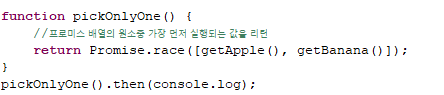 function pickOnlyOne() {
//프로미스 배열의 원소중 가장 먼저 실행되는 값을 리턴
return Promise.race([getApple(), getBanana()]);
}
pickOnlyOne().then(console.log);